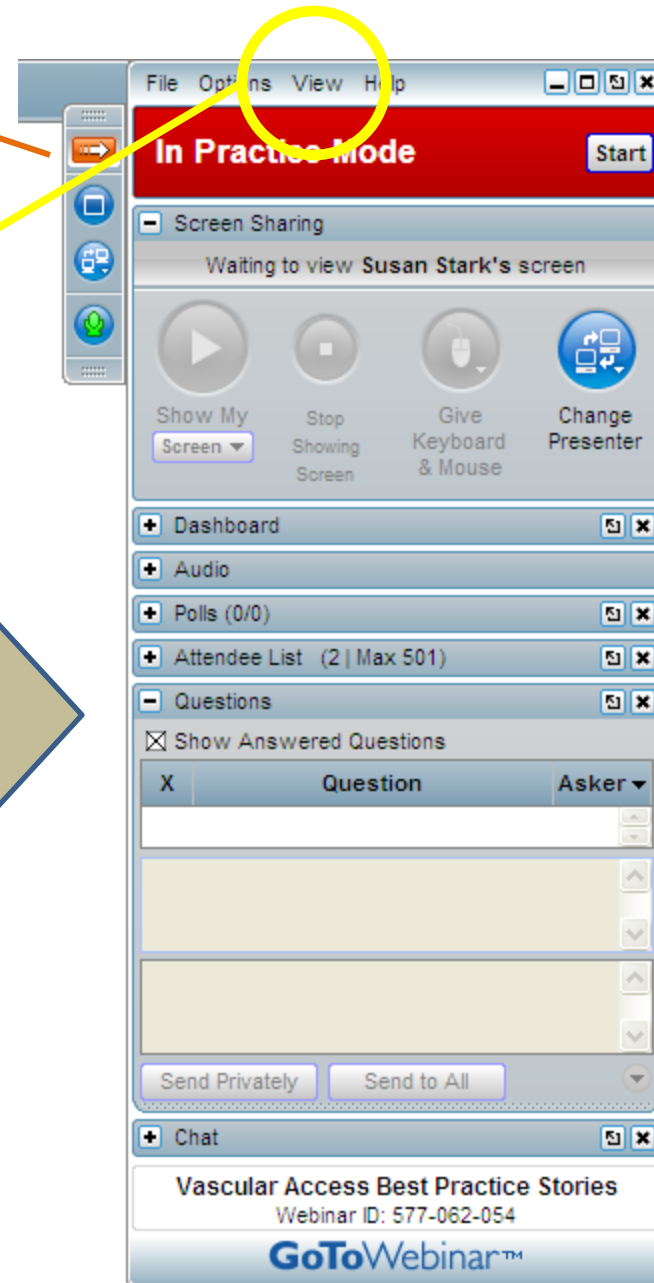 File Options View Help
In Practice Mode
Start
Screen Sharing
Waiting to view Susan Stark's screen
Show My
Screen
Stop
Showing
Screen
Give
Keyboard
& Mouse
Change
Presenter
Dashboard
Audio
Polls (0/0)
Attendee List (2 | Max 501)
Questions
Show Answered Questions
X Question Asker
Send Privately Send to All
Chat
Vascular Access Best Practice Stories
Webinar ID: 577-062-054
GoToWebinar™